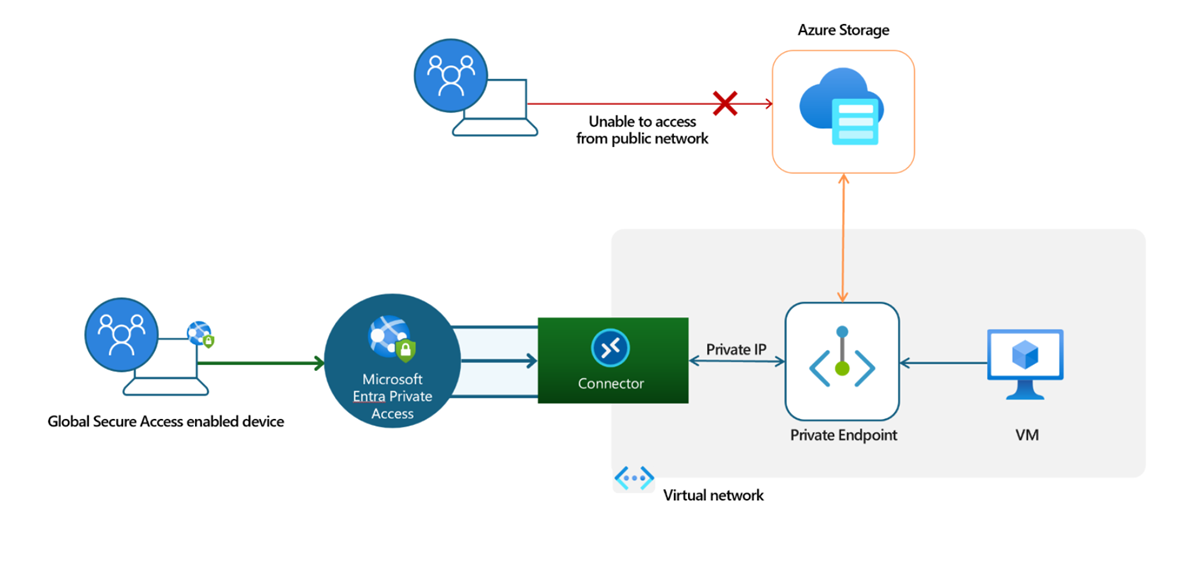 Azure Storage
Unable to access
from public network
Microsoft
Entra Private
Access
Connector
Private IP
Global Secure Access enabled device
Private Endpoint
VM
Virtual network